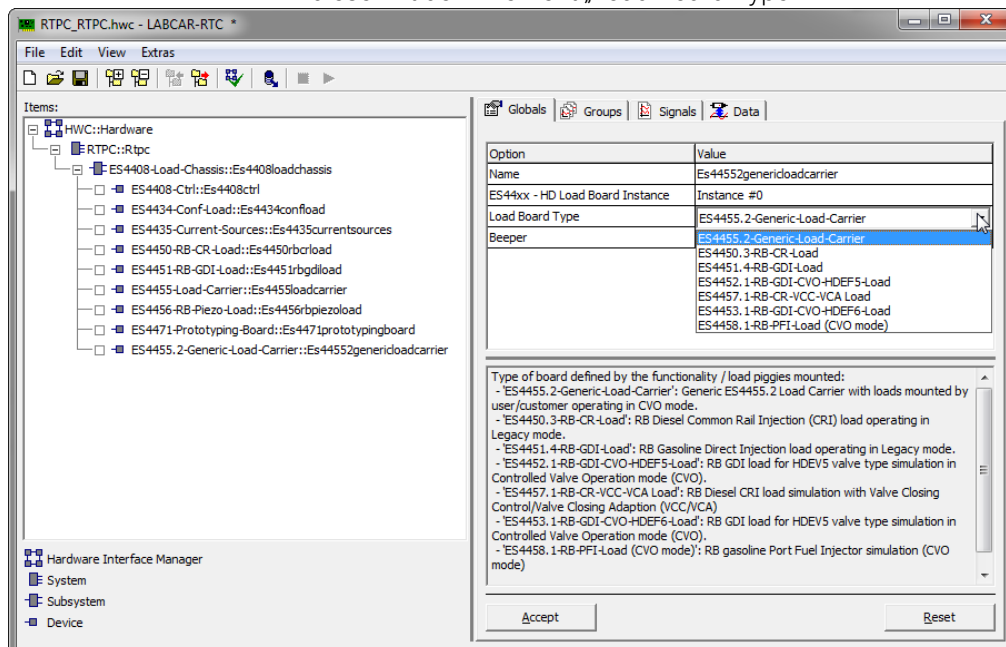 RTPC_RTPC.hwc - LABCAR-RTC *
File Edit View Extras
Items:
HWC::Hardware
RTPC::Rtpc
ES4408-Load-Chassis::Es4408loadchassis
ES4408-Ctrl::Es4408ctrl
ES4434-Conf-Load::Es4434confload
ES4435-Current-Sources::Es4435currentsources
ES4450-RB-CR-Load::Es4450rbcrload
ES4451-RB-GDI-Load::Es4451rbgdiload
ES4455-Load-Carrier::Es4455loadcarrier
ES4456-RB-Piezo-Load::Es4456rbpiezoload
ES4471-Prototyping-Board::Es4471prototypingboard
ES4455.2-Generic-Load-Carrier::Es44552genericloadcarrier
Hardware Interface Manager
System
Subsystem
Device
Globals Groups Signals Data
Option Value
Name Es44552genericloadcarrier
ES44xx - HD Load Board Instance Instance #0
Load Board Type ES4455.2-Generic-Load-Carrier
Beeper
ES4455.2-Generic-Load-Carrier
ES4450.3-RB-CR-Load
ES4451.4-RB-GDI-Load
ES4452.1-RB-GDI-CVO-HDEF5-Load
ES4457.1-RB-CR-VCC-VCA Load
ES4453.1-RB-GDI-CVO-HDEF6-Load
ES4458.1-RB-PFI-Load (CVO mode)
Type of board defined by the functionality / load piggies mounted:
- 'ES4455.2-Generic-Load-Carrier': Generic ES4455.2 Load Carrier with loads mounted by
user/customer operating in CVO mode.
- 'ES4450.3-RB-CR-Load': RB Diesel Common Rail Injection (CRI) load operating in
Legacy mode.
- 'ES4451.4-RB-GDI-Load': RB Gasoline Direct Injection load operating in Legacy mode.
- 'ES4452.1-RB-GDI-CVO-HDEF5-Load': RB GDI load for HDEV5 valve type simulation in
Controlled Valve Operation mode (CVO).
- 'ES4457.1-RB-CR-VCC-VCA Load': RB Diesel CRI load simulation with Valve Closing
Control/Valve Closing Adaption (VCC/VCA)
- 'ES4453.1-RB-GDI-CVO-HDEF6-Load': RB GDI load for HDEV5 valve type simulation in
Controlled Valve Operation mode (CVO).
- 'ES4458.1-RB-PFI-Load (CVO mode)': RB gasoline Port Fuel Injector simulation (CVO
mode)
Accept Reset